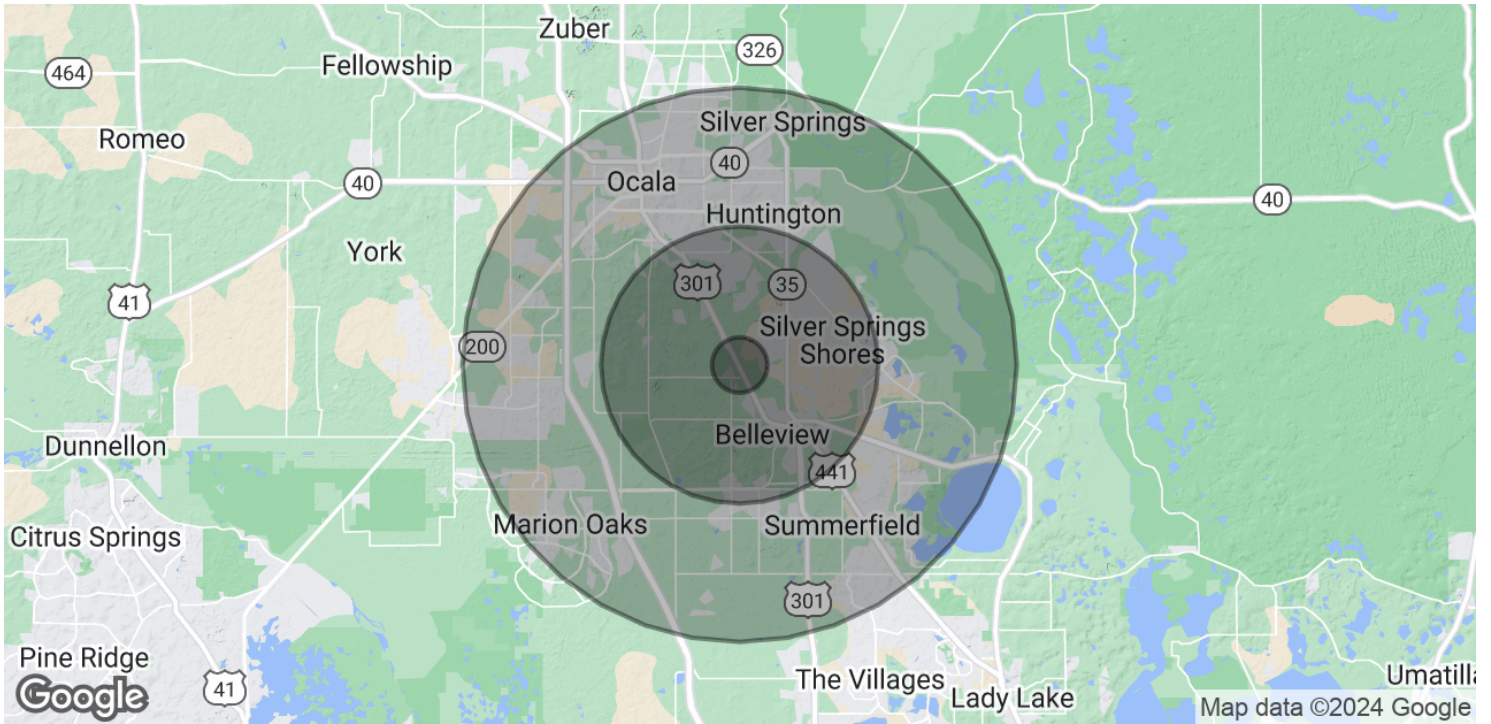 Zuber
326
Fellowship
464
Silver Springs
Romeo
40
Ocala
40
40
Huntington
York
301
35
41
Silver Springs
Shores
200
Belleview
Dunnellon
441
Marion Oaks
Summerfield
Citrus Springs
301
Pine Ridge
The Villages
Umatilla
41
Lady Lake
Google
Map data ©2024 Google